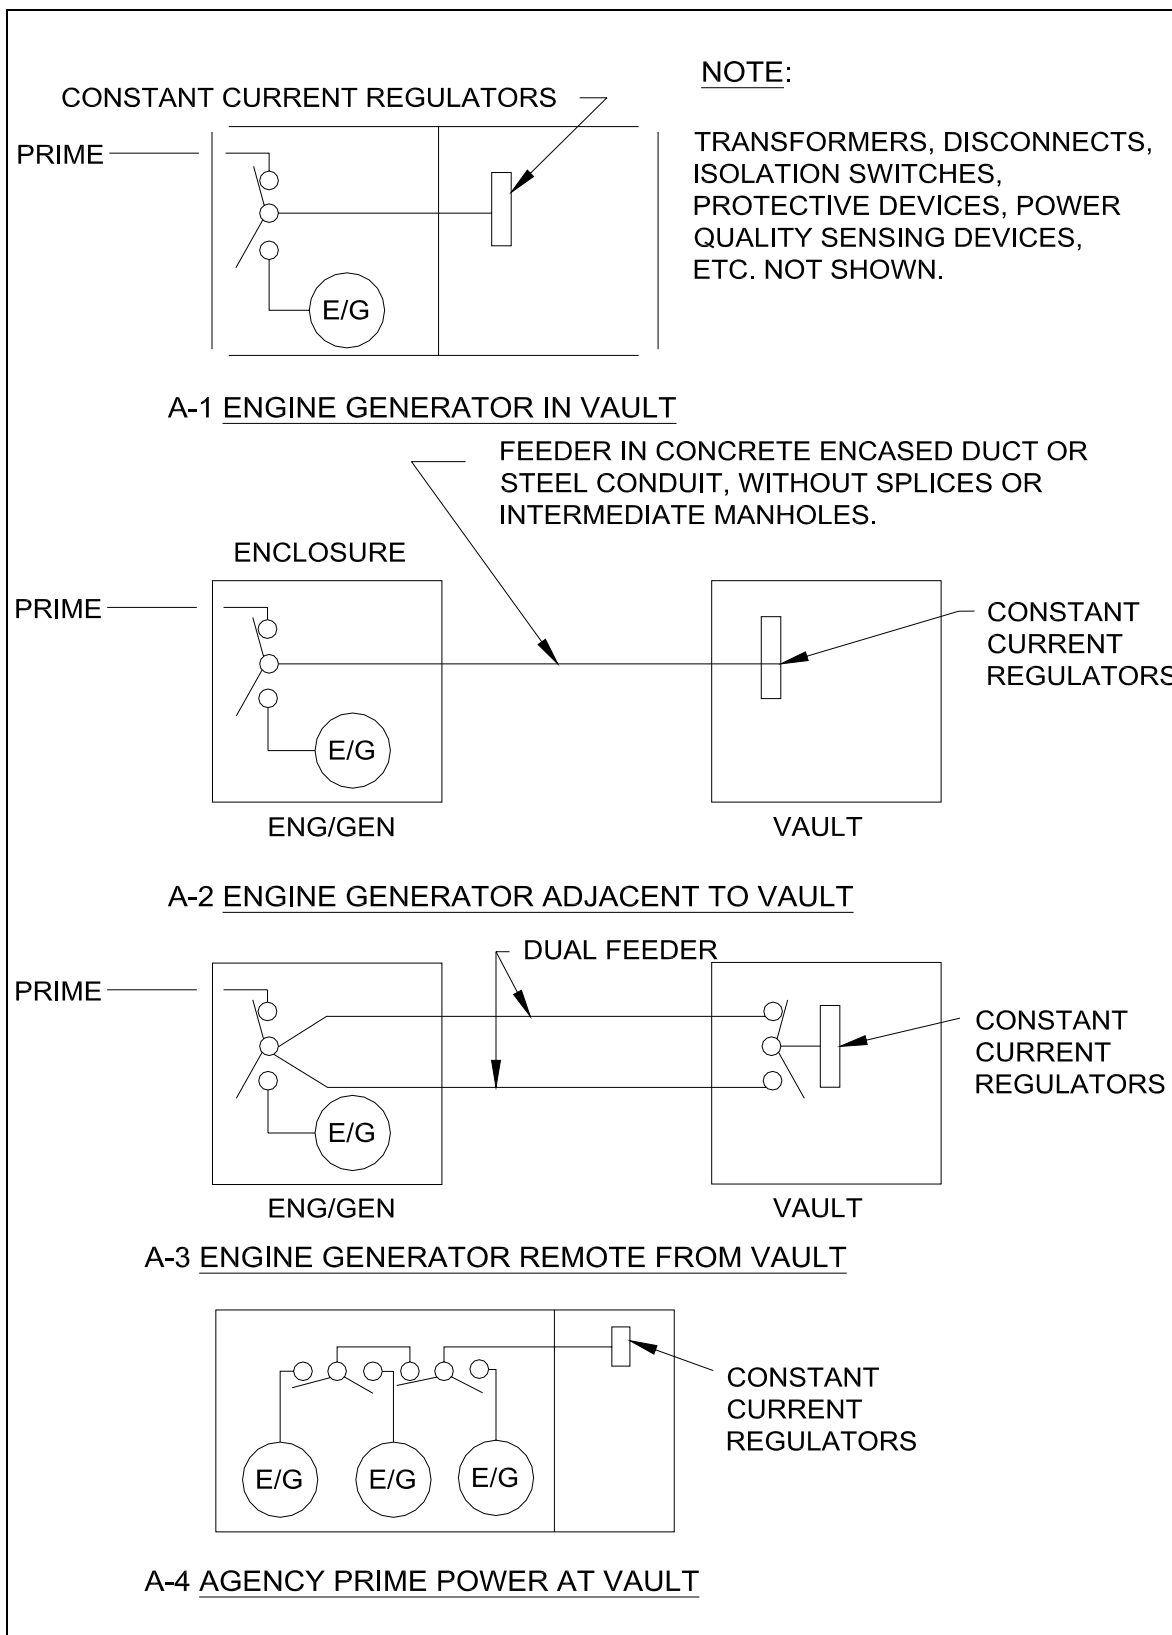 NOTE:
CONSTANT CURRENT REGULATORS
PRIME
TRANSFORMERS, DISCONNECTS,
ISOLATION SWITCHES,
PROTECTIVE DEVICES, POWER
QUALITY SENSING DEVICES,
ETC. NOT SHOWN.
E/G
A-1 ENGINE GENERATOR IN VAULT
FEEDER IN CONCRETE ENCASED DUCT OR
STEEL CONDUIT, WITHOUT SPLICES OR
INTERMEDIATE MANHOLES.
ENCLOSURE
PRIME
CONSTANT
CURRENT
REGULATORS
E/G
ENG/GEN
VAULT
A-2 ENGINE GENERATOR ADJACENT TO VAULT
DUAL FEEDER
PRIME
CONSTANT
CURRENT
REGULATORS
E/G
ENG/GEN
VAULT
A-3 ENGINE GENERATOR REMOTE FROM VAULT
CONSTANT
CURRENT
REGULATORS
E/G
E/G
E/G
A-4 AGENCY PRIME POWER AT VAULT